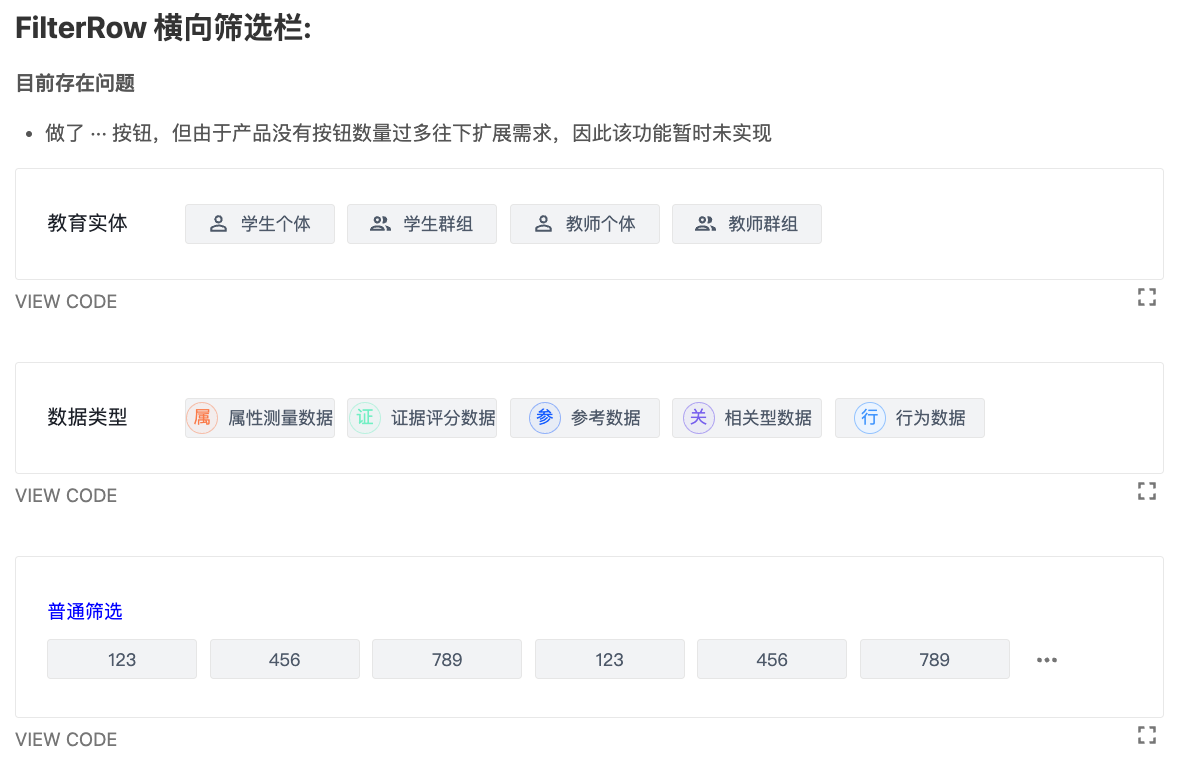 FilterRow 横向筛选栏:
目前存在问题
• 做了 ··· 按钮，但由于产品没有按钮数量过多往下扩展需求，因此该功能暂时未实现
教育实体 学生个体 学生群组 教师个体 教师群组
VIEW CODE
数据类型 属 属性测量数据 证 证据评分数据 参 参考数据 关 相关型数据 行 行为数据
VIEW CODE
普通筛选
123 456 789 123 456 789 ···
VIEW CODE